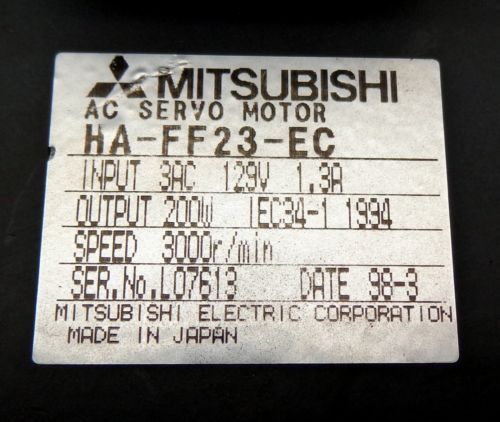 MITSUBISHI
AC SERVO MOTOR
HA-FF23-EC
INPUT 3AC 129V 1.3A
OUTPUT 200W IEC34-1 1994
SPEED 3000r/min
SER.No.L07613 DATE 98-3
MITSUBISHI ELECTRIC CORPORATION
MADE IN JAPAN